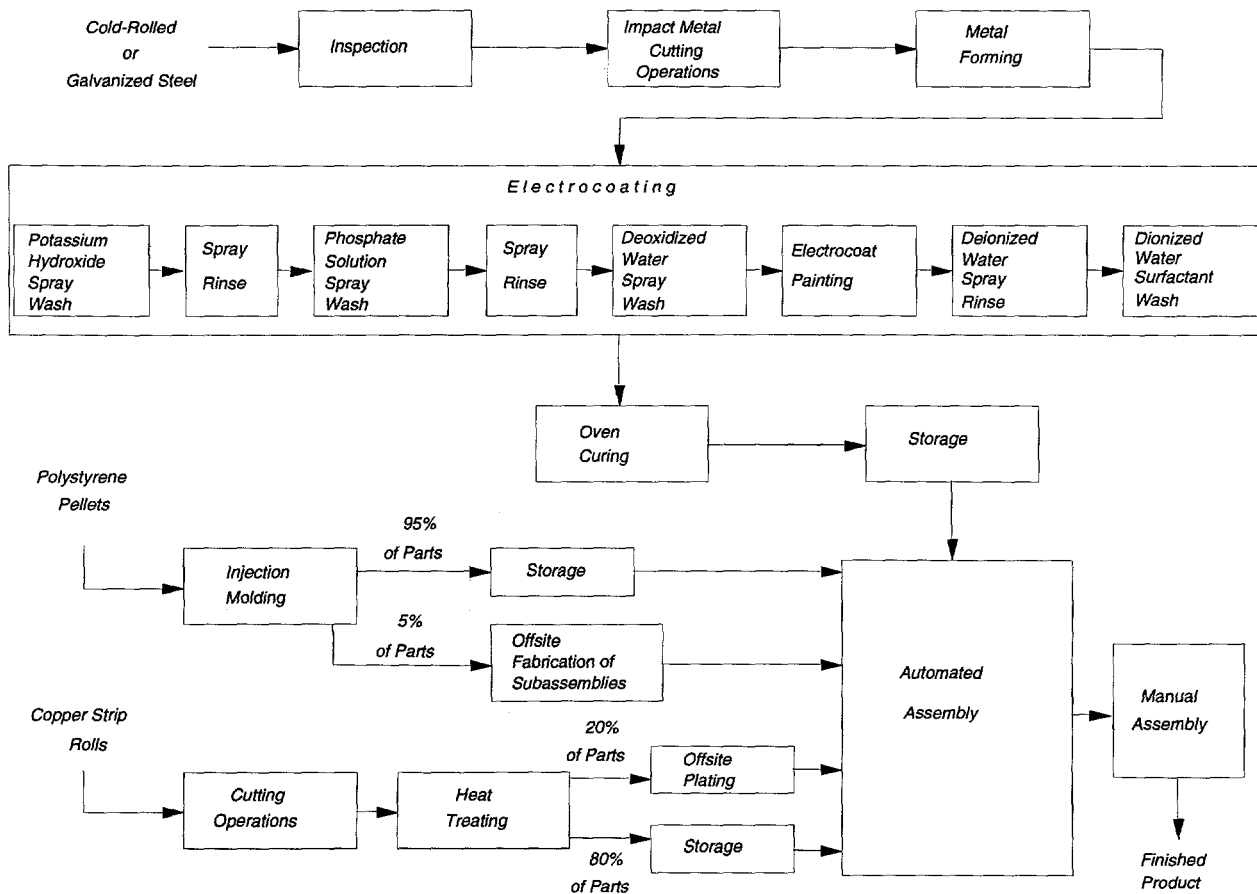 Cold-Rolled
or
Galvanized Steel
Inspection
Impact Metal
Cutting
Operations
Metal
Forming
Electrocoating
Potassium
Hydroxide
Spray
Wash
Spray
Rinse
Phosphate
Solution
Spray
Wash
Spray
Rinse
Deoxidized
Water
Spray
Wash
Electrocoat
Painting
Deionized
Water
Spray
Rinse
Dionized
Water
Surfactant
Wash
Oven
Curing
Storage
Polystyrene
Pellets
Injection
Molding
95%
of Parts
Storage
5%
of Parts
Offsite
Fabrication of
Subassemblies
Copper Strip
Rolls
Cutting
Operations
Heat
Treating
20%
of Parts
Offsite
Plating
80%
of Parts
Storage
Automated
Assembly
Manual
Assembly
Finished
Product